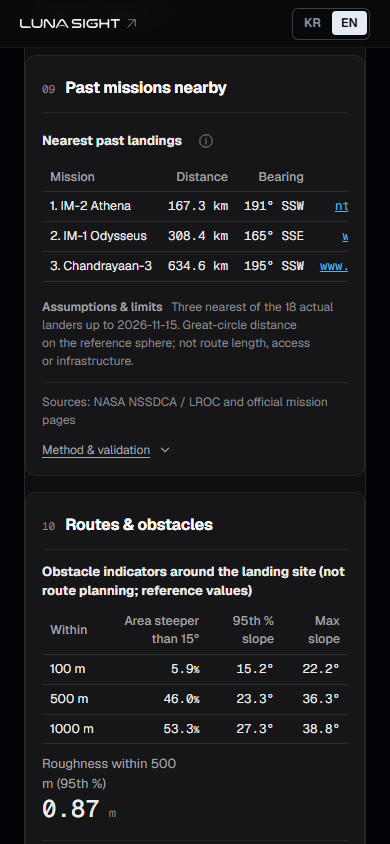 LUNA SIGHT ↗
KR EN
09 Past missions nearby
Nearest past landings
Mission Distance Bearing
1. IM-2 Athena 167.3 km 191° SSW nt
2. IM-1 Odysseus 308.4 km 165° SSE w
3. Chandrayaan-3 634.6 km 195° SSW www.
Assumptions & limits Three nearest of the 18 actual
landers up to 2026-11-15. Great-circle distance
on the reference sphere; not route length, access
or infrastructure.
Sources: NASA NSSDCA / LROC and official mission
pages
Method & validation
10 Routes & obstacles
Obstacle indicators around the landing site (not
route planning; reference values)
Within Area steeper than 15° 95th % slope Max slope
100 m 5.9% 15.2° 22.2°
500 m 46.0% 23.3° 36.3°
1000 m 53.3% 27.3° 38.8°
Roughness within 500
m (95th %)
0.87 m